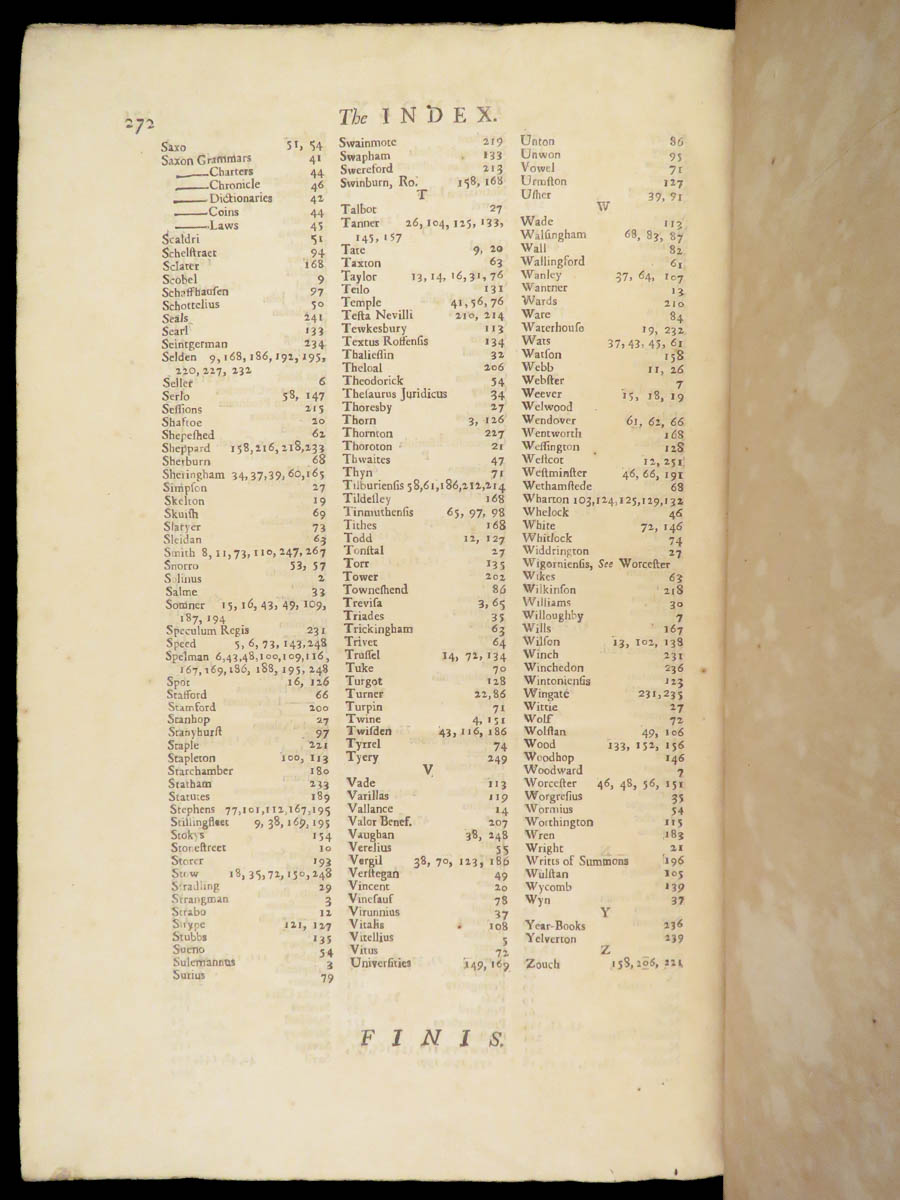 272
The INDEX.
Saxo 51, 54
Saxon Grammars 41
——Charters 44
——Chronicle 46
——Dictionaries 42
——Coins 44
——Laws 45
Scaldri 51
Schelſtraet 94
Sclater 168
Scobel 9
Schaffhauſen 97
Schottelius 50
Seals 241
Searl 133
Seintgerman 234
Selden 9, 168, 186, 192, 195,
220, 227, 232
Seller 6
Serlo 58, 147
Seſſions 215
Shaftoe 20
Shepeſhed 62
Sheppard 158, 216, 218, 233
Sherburn 68
Sheringham 34, 37, 39, 60, 165
Simpſon 27
Skelton 19
Skuiſh 69
Slatyer 73
Sleidan 63
Smith 8, 11, 73, 110, 247, 267
Snorro 53, 57
Solinus 2
Salme 33
Somner 15, 16, 43, 49, 109,
187, 194
Speculum Regis 231
Speed 5, 6, 73, 143, 248
Spelman 6, 43, 48, 100, 109, 116,
167, 169, 186, 188, 195, 248
Spot 16, 126
Stafford 66
Stamford 200
Stanhop 27
Stanyhurſt 97
Staple 221
Stapleton 100, 113
Starchamber 180
Statham 233
Statutes 189
Stephens 77, 101, 112, 167, 195
Stillingfleet 9, 38, 169, 195
Stokys 154
Stoneſtreet 10
Storer 193
Stow 18, 35, 72, 150, 248
Stradling 29
Strangman 3
Strabo 12
Strype 121, 127
Stubbs 135
Sueno 54
Sulemannus 3
Surius 79
Swainmote 219
Swapham 133
Swereford 213
Swinburn, Ro. 158, 168
T
Talbot 27
Tanner 26, 104, 125, 133,
145, 157
Tate 9, 20
Taxton 63
Taylor 13, 14, 16, 31, 76
Teilo 131
Temple 41, 56, 76
Teſta Nevilli 210, 214
Tewkesbury 113
Textus Roffenſis 134
Thalieſſin 32
Theloal 206
Theodorick 54
Theſaurus Juridicus 34
Thoresby 27
Thorn 3, 126
Thornton 227
Thoroton 21
Thwaites 47
Thyn 71
Tilburienſis 58, 61, 186, 212, 214
Tildeſley 168
Tinmuthenſis 65, 97, 98
Tithes 168
Todd 12, 127
Tonſtal 27
Torr 135
Tower 202
Towneſhend 86
Treviſa 3, 65
Triades 35
Trickingham 63
Trivet 64
Truſſel 14, 72, 134
Tuke 70
Turgot 128
Turner 22, 86
Turpin 71
Twine 4, 151
Twiſden 43, 116, 186
Tyrrel 74
Tyery 249
V
Vade 113
Varillas 119
Vallance 14
Valor Benef. 207
Vaughan 38, 248
Verelius 55
Vergil 38, 70, 123, 186
Verſtegan 49
Vincent 20
Vineſauf 78
Virunnius 37
Vitalis 108
Vitellius 5
Vitus 72
Univerſities 149, 169
Unton 86
Unwon 95
Vowel 71
Urmſton 127
Uſher 39, 91
W
Wade 113
Walſingham 68, 83, 87
Wall 82
Wallingford 61
Wanley 37, 64, 107
Wantner 13
Wards 210
Ware 84
Waterhouſe 19, 232
Wats 37, 43, 45, 61
Watſon 158
Webb 11, 26
Webſter 7
Weever 15, 18, 19
Welwood
Wendover 61, 62, 66
Wentworth 168
Weſſington 128
Weſtcot 12, 251
Weſtminſter 46, 66, 191
Wethamſtede 68
Wharton 103, 124, 125, 129, 132
Whelock 46
White 72, 146
Whitlock 74
Widdrington 27
Wigornienſis, See Worceſter
Wikes 63
Wilkinſon 218
Williams 30
Willoughby 7
Wills 167
Wilſon 13, 102, 138
Winch 231
Winchedon 236
Wintonienſis 123
Wingate 231, 235
Wittie 27
Wolf 72
Wolſtan 49, 106
Wood 133, 152, 156
Woodhop 146
Woodward 7
Worceſter 46, 48, 56, 151
Worgreſius 35
Wormius 54
Worthington 115
Wren 183
Wright 21
Writts of Summons 196
Wulſtan 105
Wycomb 139
Wyn 37
Y
Year-Books 236
Yelverton 239
Z
Zouch 158, 206, 221
FINIS.